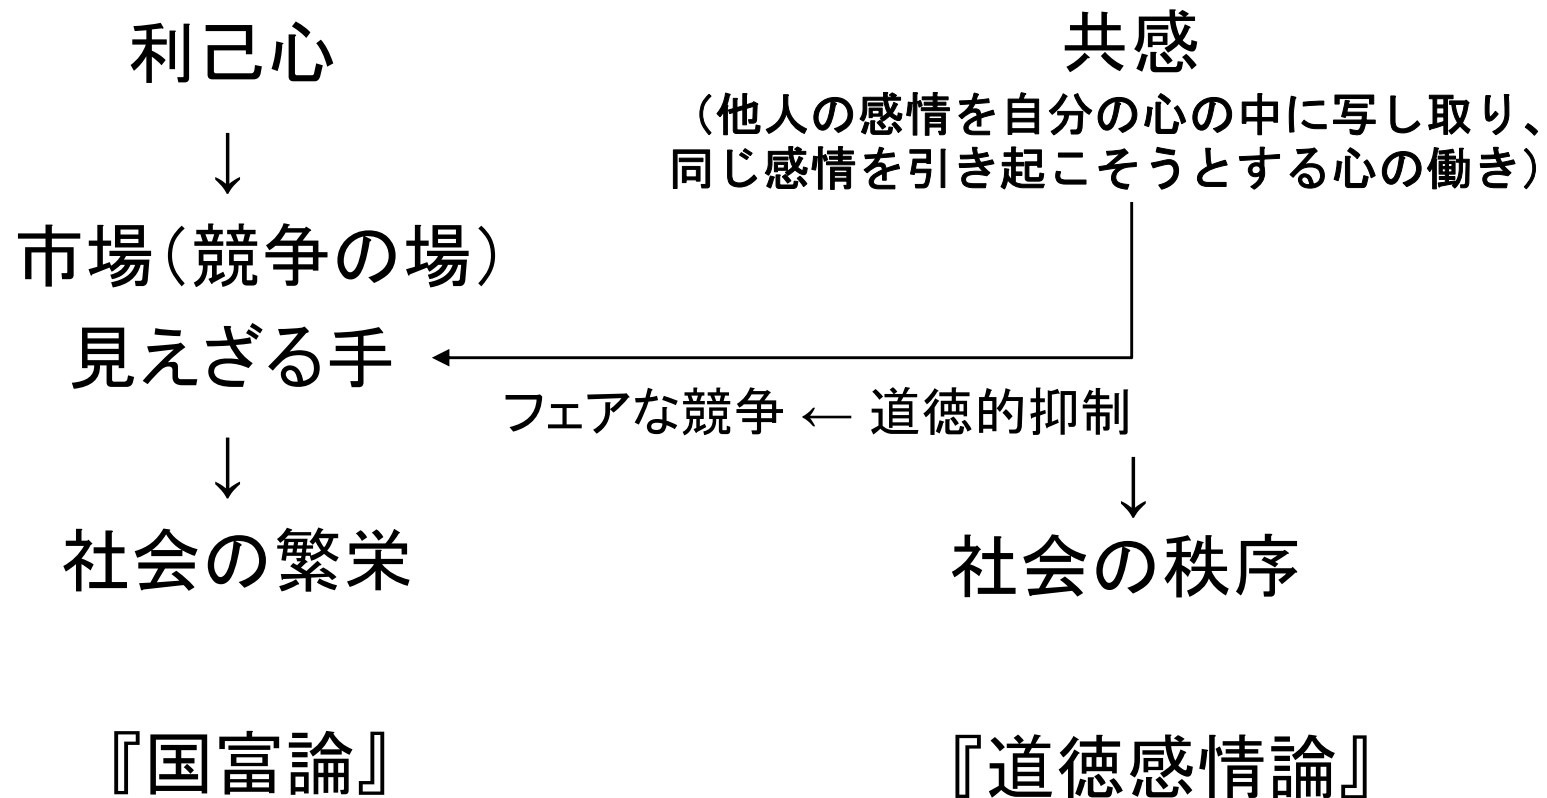 利己心
↓
市場（競争の場）
見えざる手
↓
社会の繁栄
『国富論』
共感
（他人の感情を自分の心の中に写し取り、
同じ感情を引き起こそうとする心の働き）
フェアな競争 ← 道徳的抑制
↓
社会の秩序
『道徳感情論』